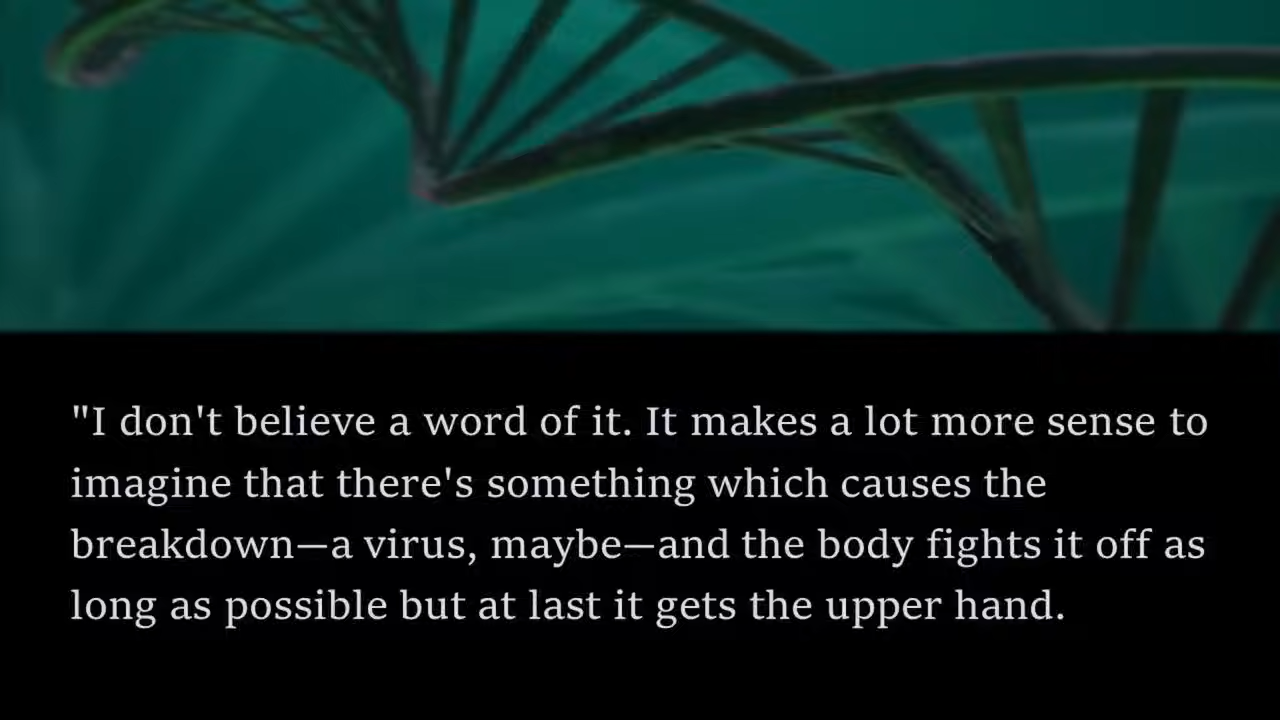 "I don't believe a word of it. It makes a lot more sense to
imagine that there's something which causes the
breakdown—a virus, maybe—and the body fights it off as
long as possible but at last it gets the upper hand.